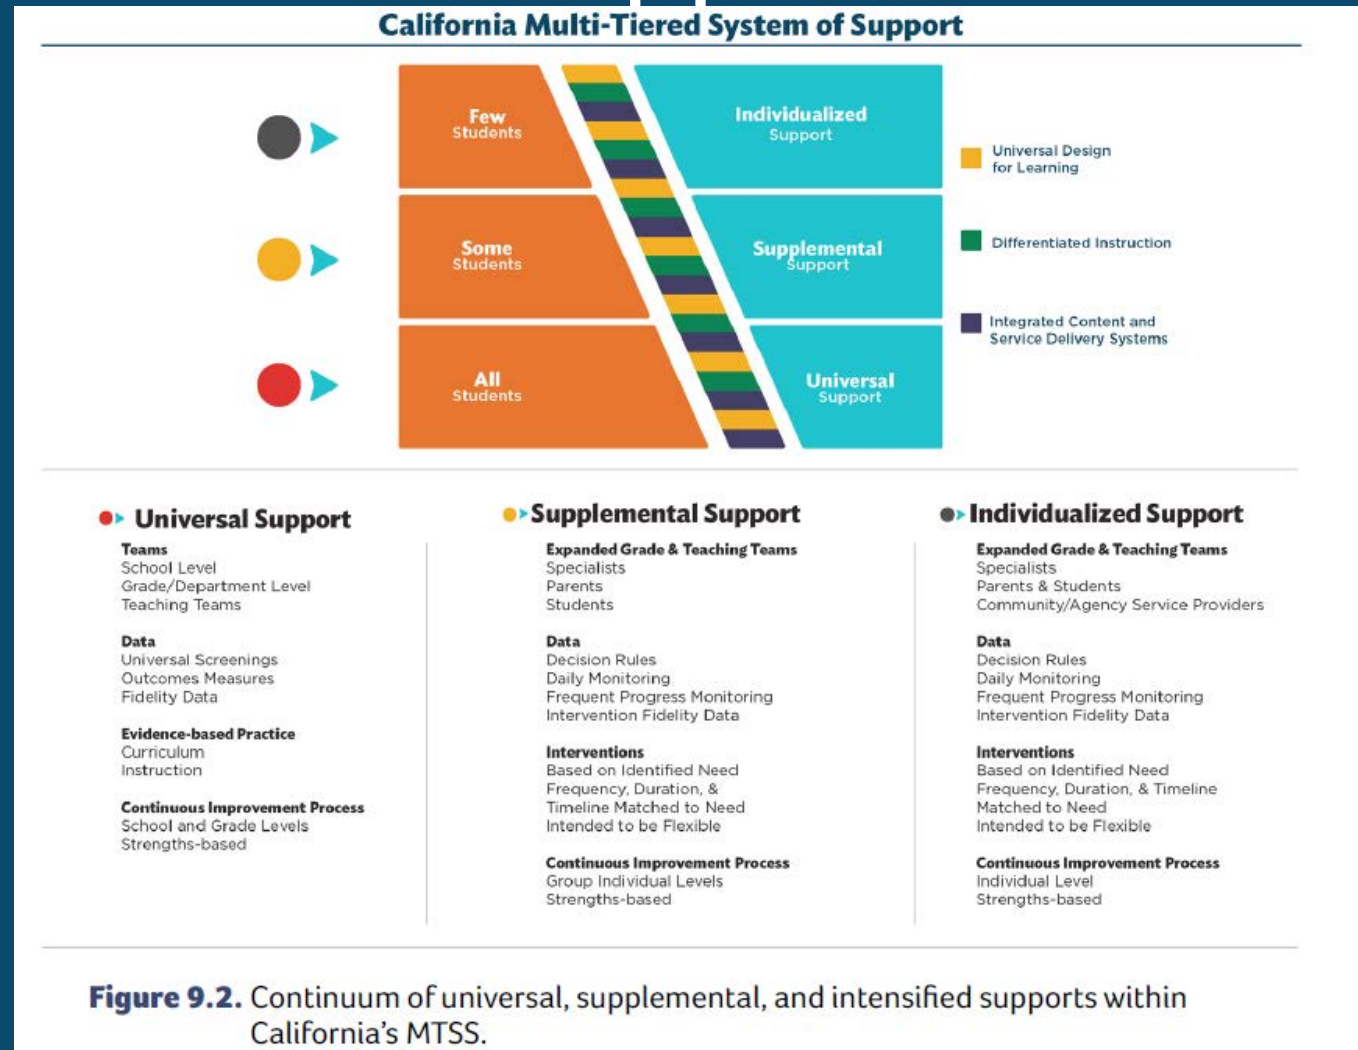 California Multi-Tiered System of Support
Few
Students
Individualized
Support
Some
Students
Supplemental
Support
All
Students
Universal
Support
Universal Design
for Learning
Differentiated Instruction
Integrated Content and
Service Delivery Systems
Universal Support
Teams
School Level
Grade/Department Level
Teaching Teams
Data
Universal Screenings
Outcomes Measures
Fidelity Data
Evidence-based Practice
Curriculum
Instruction
Continuous Improvement Process
School and Grade Levels
Strengths-based
Supplemental Support
Expanded Grade & Teaching Teams
Specialists
Parents
Students
Data
Decision Rules
Daily Monitoring
Frequent Progress Monitoring
Intervention Fidelity Data
Interventions
Based on Identified Need
Frequency, Duration, &
Timeline Matched to Need
Intended to be Flexible
Continuous Improvement Process
Group Individual Levels
Strengths-based
Individualized Support
Expanded Grade & Teaching Teams
Specialists
Parents & Students
Community/Agency Service Providers
Data
Decision Rules
Daily Monitoring
Frequent Progress Monitoring
Intervention Fidelity Data
Interventions
Based on Identified Need
Frequency, Duration, & Timeline
Matched to Need
Intended to be Flexible
Continuous Improvement Process
Individual Level
Strengths-based
Figure 9.2. Continuum of universal, supplemental, and intensified supports within
California's MTSS.